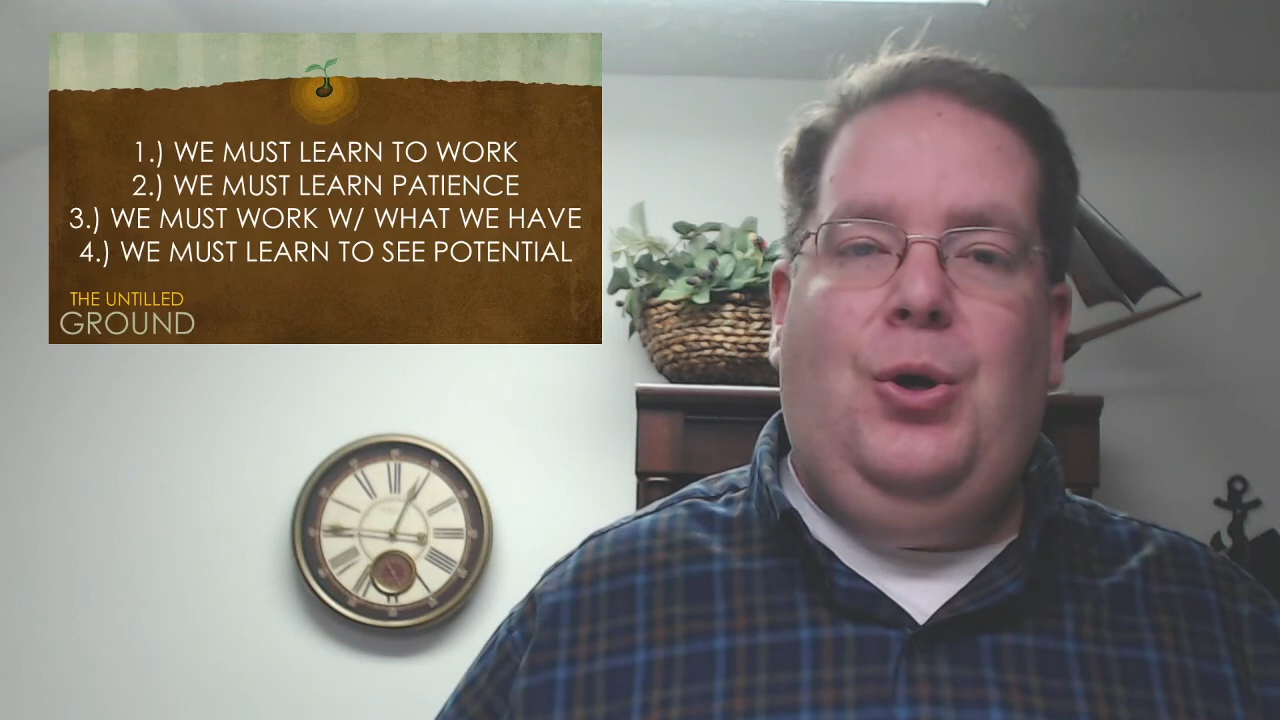 1.) WE MUST LEARN TO WORK
2.) WE MUST LEARN PATIENCE
3.) WE MUST WORK W/ WHAT WE HAVE
4.) WE MUST LEARN TO SEE POTENTIAL
THE UNTILLED
GROUND